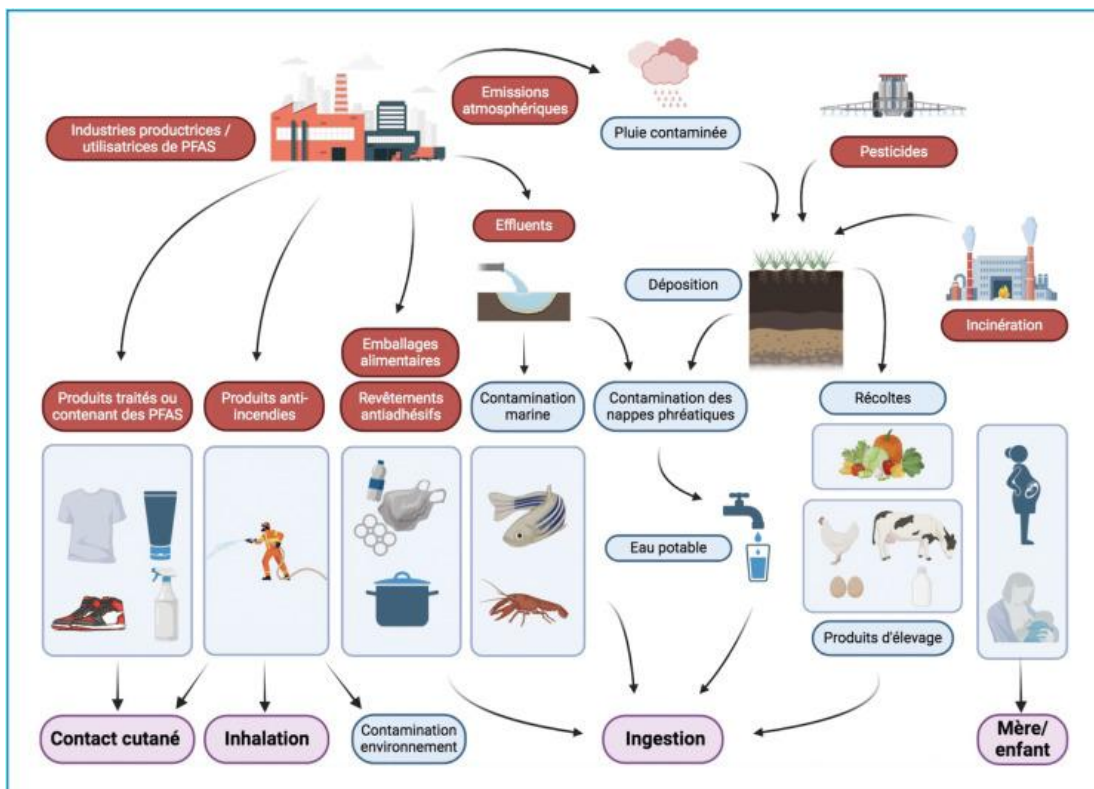 Industries productrices /
utilisatrices de PFAS
Emissions
atmosphériques
Pluie contaminée
Pesticides
Effluents
Déposition
Incinération
Emballages
alimentaires
Produits traités ou
contenant des PFAS
Produits anti-
incendies
Revêtements
antiadhésifs
Contamination
marine
Contamination des
nappes phréatiques
Récoltes
Eau potable
Produits d'élevage
Contact cutané
Inhalation
Contamination
environnement
Ingestion
Mère/
enfant